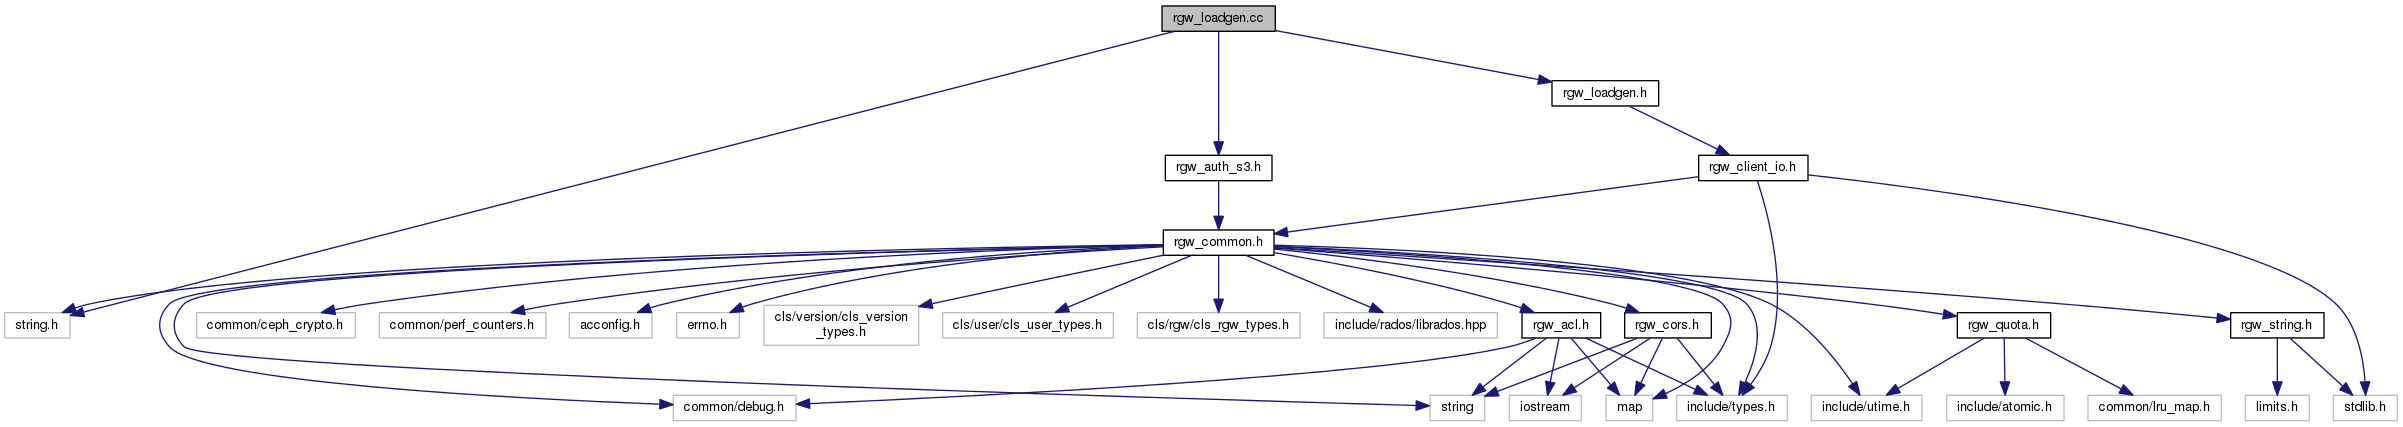 rgw_loadgen.cc
rgw_loadgen.h
rgw_auth_s3.h
rgw_client_io.h
rgw_common.h
string.h
common/ceph_crypto.h
common/perf_counters.h
acconfig.h
errno.h
cls/version/cls_version
_types.h
cls/user/cls_user_types.h
cls/rgw/cls_rgw_types.h
include/rados/librados.hpp
rgw_acl.h
rgw_cors.h
rgw_quota.h
rgw_string.h
common/debug.h
string
iostream
map
include/types.h
include/utime.h
include/atomic.h
common/lru_map.h
limits.h
stdlib.h